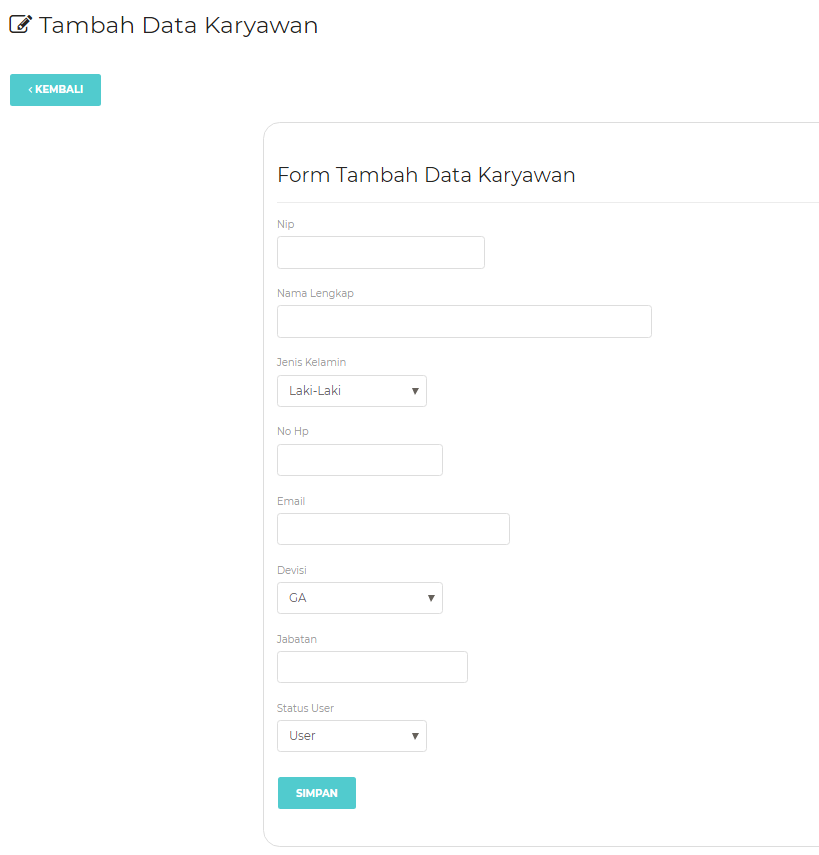 Tambah Data Karyawan
‹ KEMBALI
Form Tambah Data Karyawan
Nip
Nama Lengkap
Jenis Kelamin
Laki-Laki
No Hp
Email
Devisi
GA
Jabatan
Status User
User
SIMPAN